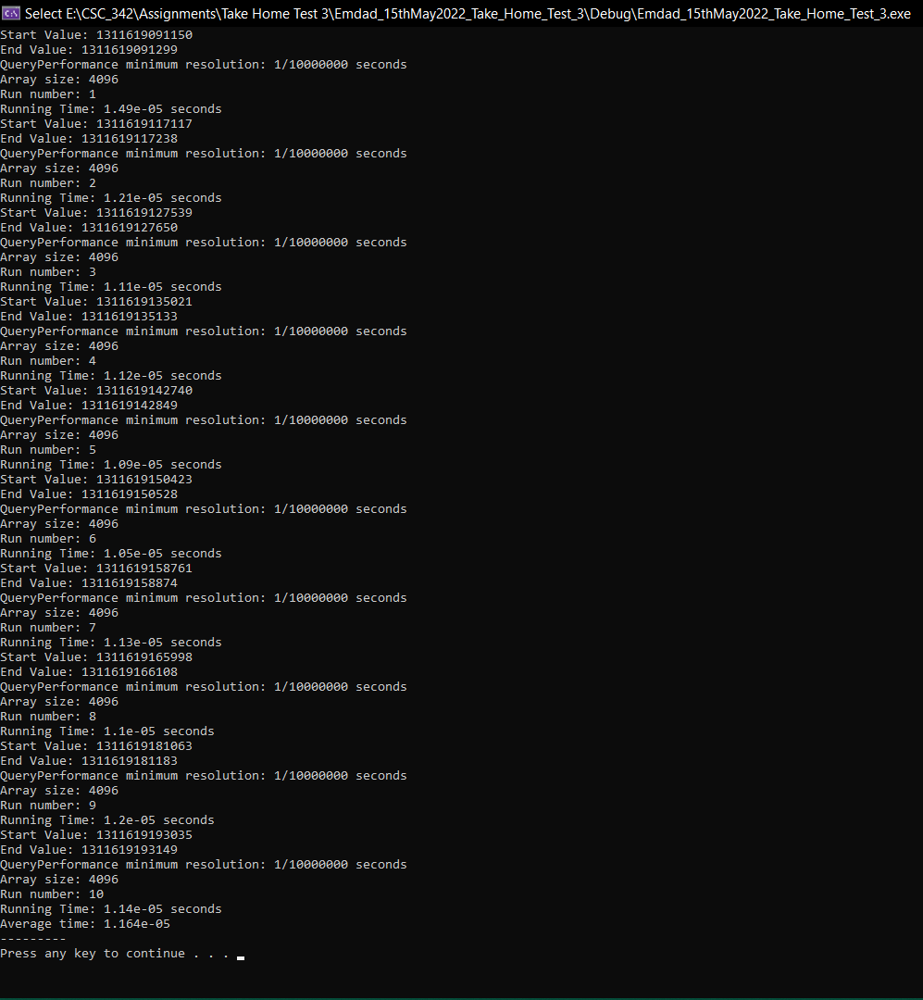 Select E:\CSC_342\Assignments\Take Home Test 3\Emdad_15thMay2022_Take_Home_Test_3\Debug\Emdad_15thMay2022_Take_Home_Test_3.exe
Start Value: 1311619091150
End Value: 1311619091299
QueryPerformance minimum resolution: 1/10000000 seconds
Array size: 4096
Run number: 1
Running Time: 1.49e-05 seconds
Start Value: 1311619117117
End Value: 1311619117238
QueryPerformance minimum resolution: 1/10000000 seconds
Array size: 4096
Run number: 2
Running Time: 1.21e-05 seconds
Start Value: 1311619127539
End Value: 1311619127650
QueryPerformance minimum resolution: 1/10000000 seconds
Array size: 4096
Run number: 3
Running Time: 1.11e-05 seconds
Start Value: 1311619135021
End Value: 1311619135133
QueryPerformance minimum resolution: 1/10000000 seconds
Array size: 4096
Run number: 4
Running Time: 1.12e-05 seconds
Start Value: 1311619142740
End Value: 1311619142849
QueryPerformance minimum resolution: 1/10000000 seconds
Array size: 4096
Run number: 5
Running Time: 1.09e-05 seconds
Start Value: 1311619150423
End Value: 1311619150528
QueryPerformance minimum resolution: 1/10000000 seconds
Array size: 4096
Run number: 6
Running Time: 1.05e-05 seconds
Start Value: 1311619158761
End Value: 1311619158874
QueryPerformance minimum resolution: 1/10000000 seconds
Array size: 4096
Run number: 7
Running Time: 1.13e-05 seconds
Start Value: 1311619165998
End Value: 1311619166108
QueryPerformance minimum resolution: 1/10000000 seconds
Array size: 4096
Run number: 8
Running Time: 1.1e-05 seconds
Start Value: 1311619181063
End Value: 1311619181183
QueryPerformance minimum resolution: 1/10000000 seconds
Array size: 4096
Run number: 9
Running Time: 1.2e-05 seconds
Start Value: 1311619193035
End Value: 1311619193149
QueryPerformance minimum resolution: 1/10000000 seconds
Array size: 4096
Run number: 10
Running Time: 1.14e-05 seconds
Average time: 1.164e-05
---------
Press any key to continue . . .